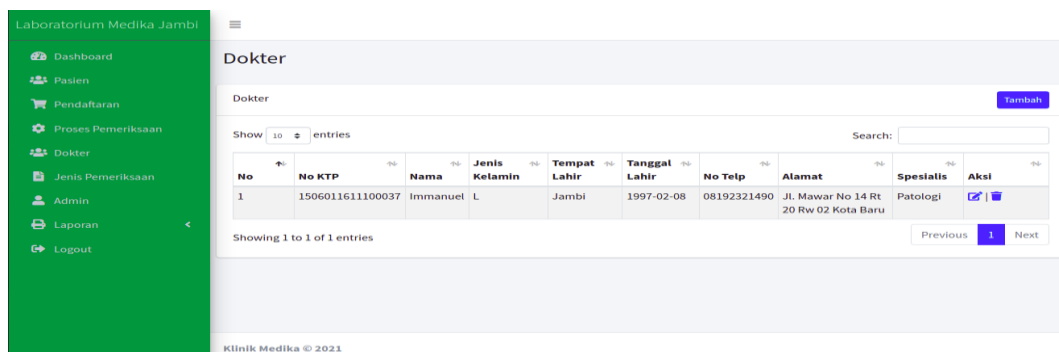 Laboratorium Medika Jambi
Dashboard
Pasien
Pendaftaran
Proses Pemeriksaan
Dokter
Jenis Pemeriksaan
Admin
Laporan
Logout
Dokter
Dokter
Tambah
Show 10 entries
Search:
No No KTP Nama Jenis Kelamin Tempat Lahir Tanggal Lahir No Telp Alamat Spesialis Aksi
1 1506011611100037 Immanuel L Jambi 1997-02-08 08192321490 Jl. Mawar No 14 Rt 20 Rw 02 Kota Baru Patologi |
Showing 1 to 1 of 1 entries
Previous 1 Next
Klinik Medika © 2021